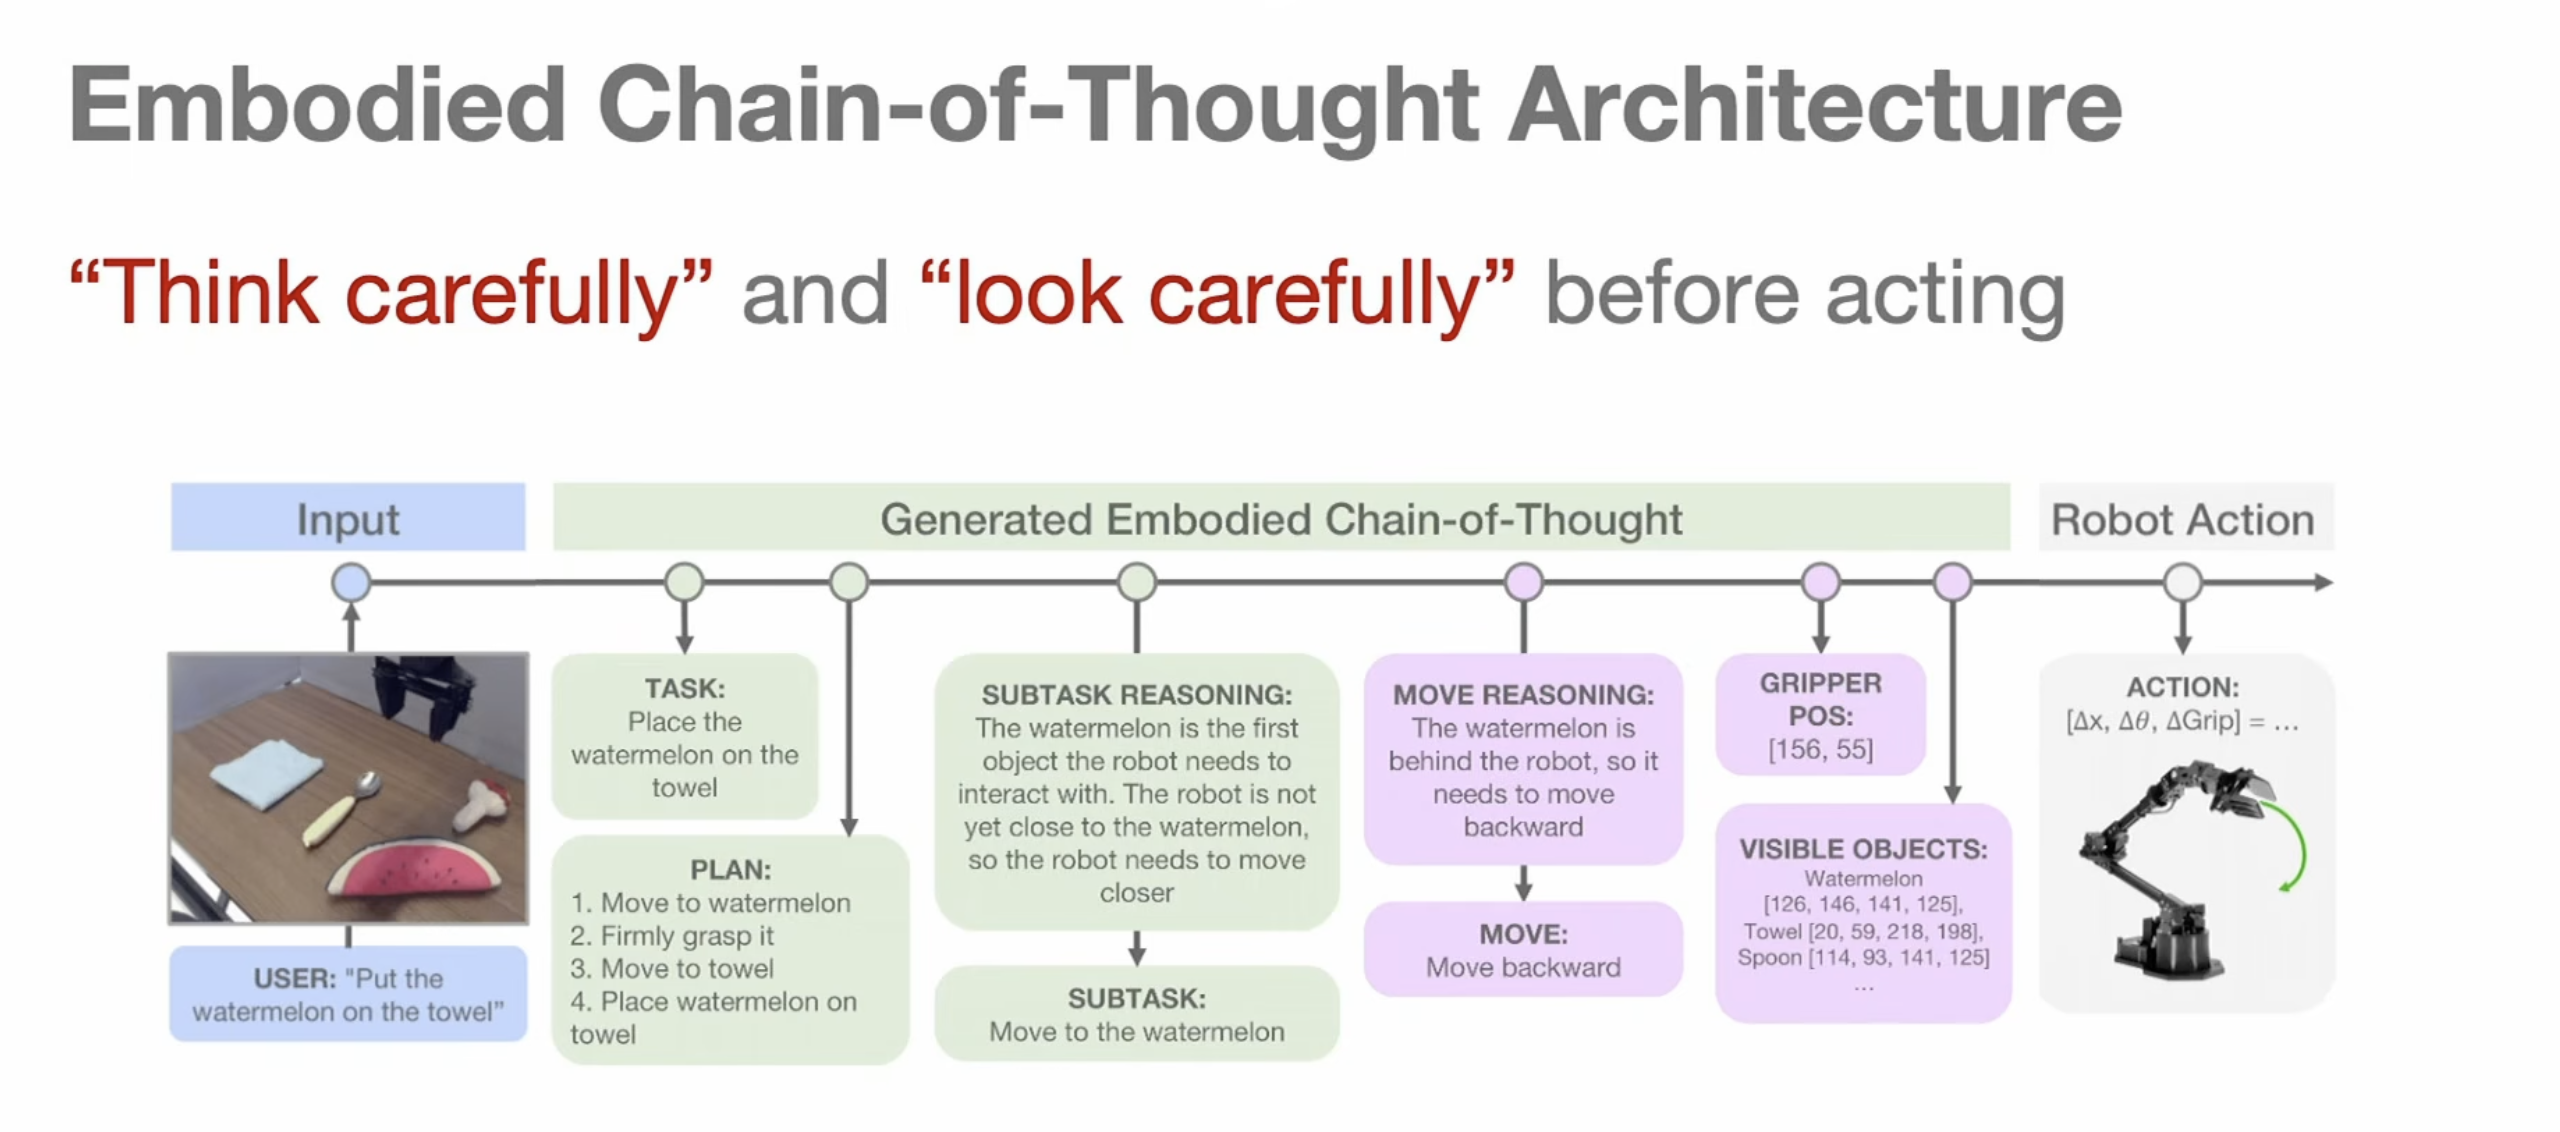 Embodied Chain-of-Thought Architecture
“Think carefully” and “look carefully” before acting
Input
Generated Embodied Chain-of-Thought
Robot Action
USER: "Put the
watermelon on the towel”
TASK:
Place the
watermelon on the
towel
PLAN:
1. Move to watermelon
2. Firmly grasp it
3. Move to towel
4. Place watermelon on
towel
SUBTASK REASONING:
The watermelon is the first
object the robot needs to
interact with. The robot is not
yet close to the watermelon,
so the robot needs to move
closer
SUBTASK:
Move to the watermelon
MOVE REASONING:
The watermelon is
behind the robot, so it
needs to move
backward
MOVE:
Move backward
GRIPPER
POS:
[156, 55]
VISIBLE OBJECTS:
Watermelon
[126, 146, 141, 125],
Towel [20, 59, 218, 198],
Spoon [114, 93, 141, 125]
...
ACTION:
[Δx, Δθ, ΔGrip] = ...